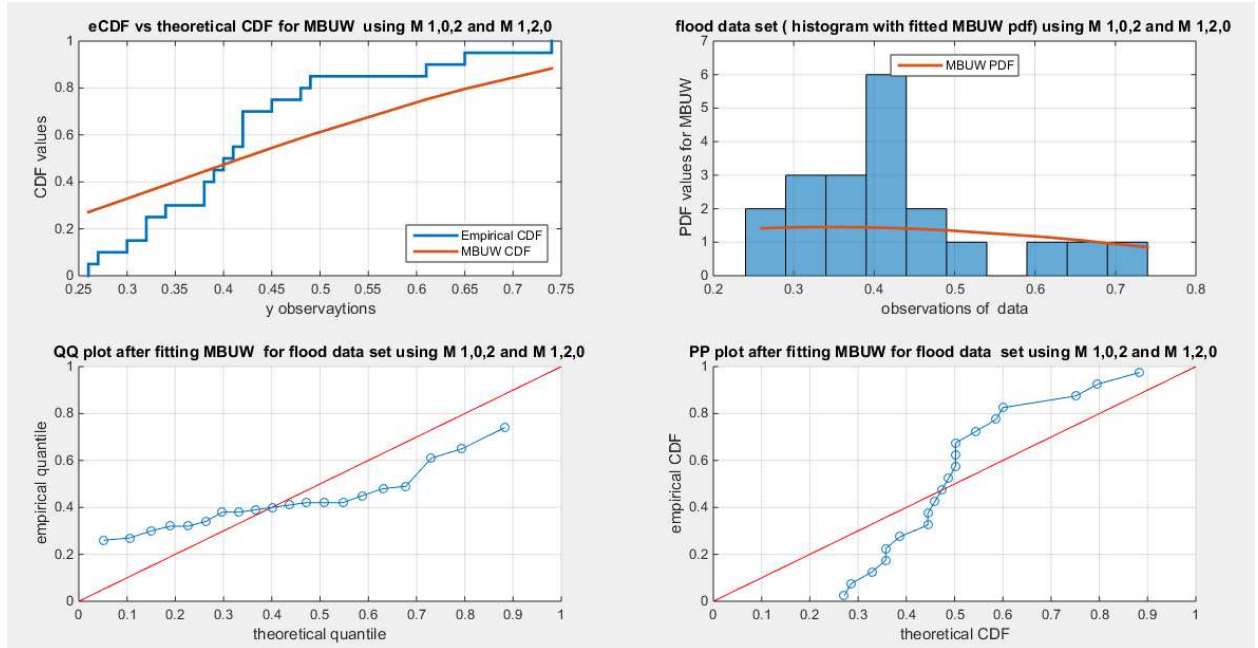 eCDF vs theoretical CDF for MBUW using M 1,0,2 and M 1,2,0
CDF values
1
0.8
0.6
0.4
0.2
0
0.25 0.3 0.35 0.4 0.45 0.5 0.55 0.6 0.65 0.7 0.75
y observaytions
Empirical CDF
MBUW CDF
flood data set ( histogram with fitted MBUW pdf) using M 1,0,2 and M 1,2,0
PDF values for MBUW
7
6
5
4
3
2
1
0
0.2 0.3 0.4 0.5 0.6 0.7 0.8
observations of data
MBUW PDF
QQ plot after fitting MBUW for flood data set using M 1,0,2 and M 1,2,0
empirical quantile
1
0.8
0.6
0.4
0.2
0
0 0.1 0.2 0.3 0.4 0.5 0.6 0.7 0.8 0.9 1
theoretical quantile
PP plot after fitting MBUW for flood data set using M 1,0,2 and M 1,2,0
empirical CDF
1
0.8
0.6
0.4
0.2
0
0 0.1 0.2 0.3 0.4 0.5 0.6 0.7 0.8 0.9 1
theoretical CDF